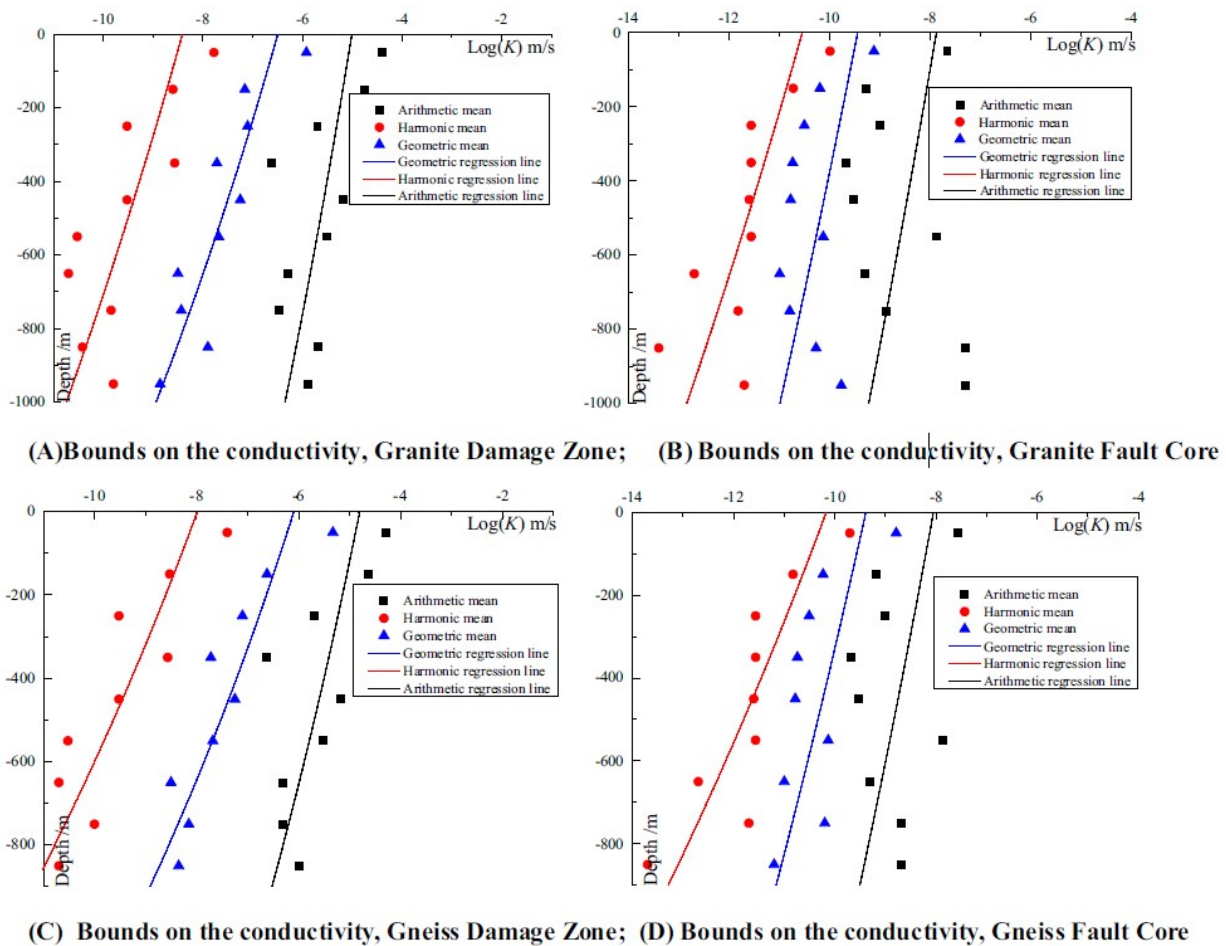 -10 -8 -6 -4 -2
Log(K) m/s
0
-200
-400
-600
-800
-1000
Depth /m
Arithmetic mean
Harmonic mean
Geometric mean
Geometric regression line
Harmonic regression line
Arithmetic regression line
-14 -12 -10 -8 -6 -4
Log(K) m/s
0
-200
-400
-600
-800
-1000
Depth /m
Arithmetic mean
Harmonic mean
Geometric mean
Geometric regression line
Harmonic regression line
Arithmetic regression line
(A)Bounds on the conductivity, Granite Damage Zone; (B) Bounds on the conductivity, Granite Fault Core
-10 -8 -6 -4 -2
Log(K) m/s
0
-200
-400
-600
-800
Depth /m
Arithmetic mean
Harmonic mean
Geometric mean
Geometric regression line
Harmonic regression line
Arithmetic regression line
-14 -12 -10 -8 -6 -4
Log(K) m/s
0
-200
-400
-600
-800
Depth /m
Arithmetic mean
Harmonic mean
Geometric mean
Geometric regression line
Harmonic regression line
Arithmetic regression line
(C) Bounds on the conductivity, Gneiss Damage Zone; (D) Bounds on the conductivity, Gneiss Fault Core